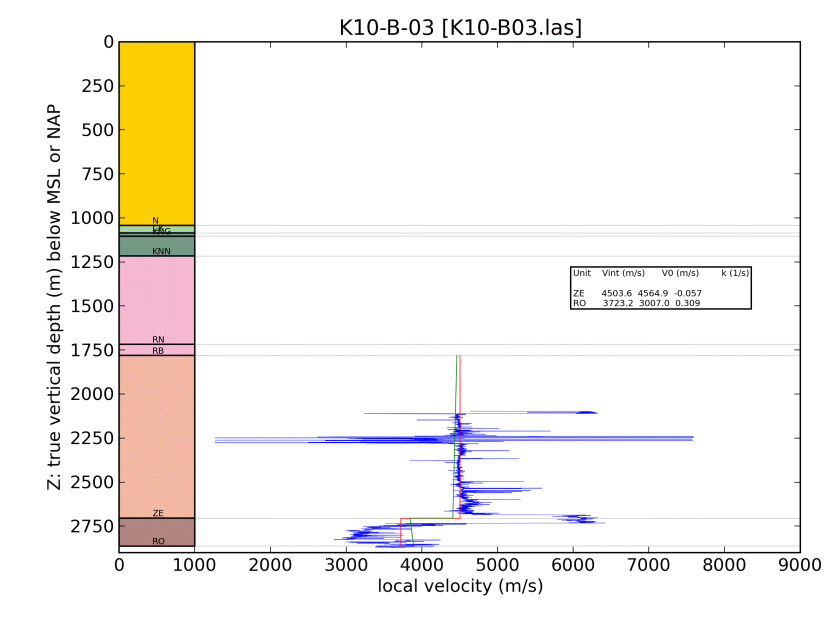 K10-B-03 [K10-B03.las]
0
250
500
750
1000
1250
1500
1750
2000
2250
2500
2750
Z: true vertical depth (m) below MSL or NAP
N
KNNG
KNN
RN
RB
ZE
RO
Unit Vint (m/s) V0 (m/s) k (1/s)
ZE 4503.6 4564.9 -0.057
RO 3723.2 3007.0 0.309
0 1000 2000 3000 4000 5000 6000 7000 8000 9000
local velocity (m/s)